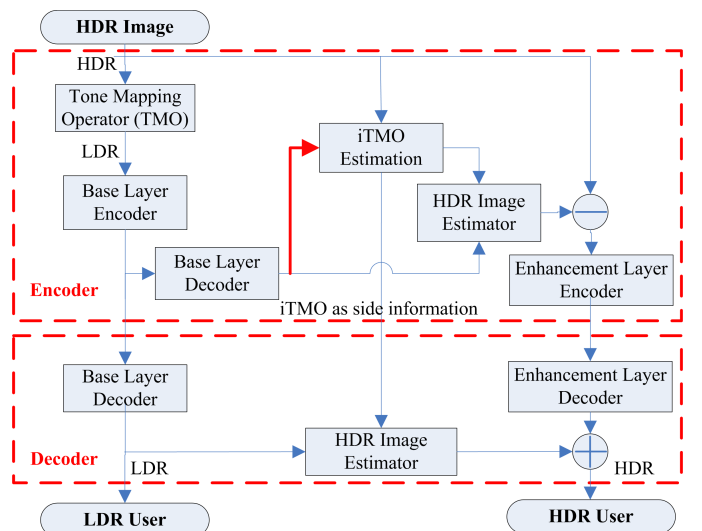 HDR Image
HDR
Tone Mapping
Operator (TMO)
LDR
iTMO
Estimation
Base Layer
Encoder
HDR Image
Estimator
Base Layer
Decoder
Enhancement Layer
Encoder
Encoder
iTMO as side information
Base Layer
Decoder
Enhancement Layer
Decoder
HDR Image
Estimator
Decoder
LDR
HDR
LDR User
HDR User